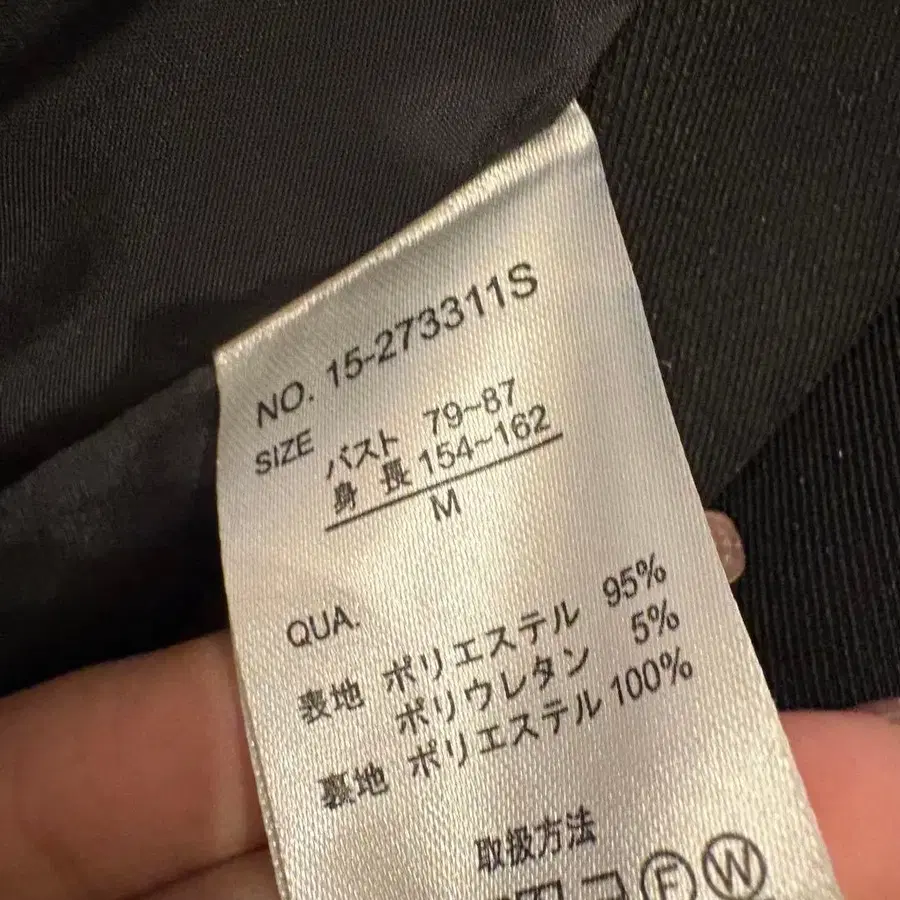 NO. 15-273311S
SIZE バスト 79~87
身長 154~162
M
QUA.
表地 ポリエステル 95%
ポリウレタン 5%
裏地 ポリエステル 100%
取扱方法
F W